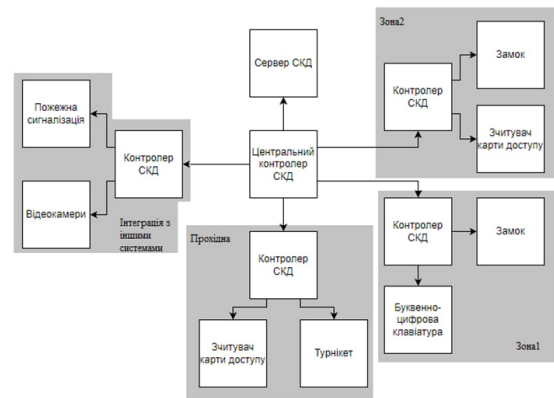 Зона2
Сервер СКД
Замок
Контролер
СКД
Пожежна
сигналізація
Зчитувач
карти доступу
Контролер
СКД
Центральний
контролер
СКД
Відеокамери
Інтеграція з
іншими
системами
Контролер
СКД
Замок
Прохідна
Контролер
СКД
Буквенно-
цифрова
клавіатура
Зчитувач
карти доступу
Турнікет
Зона1